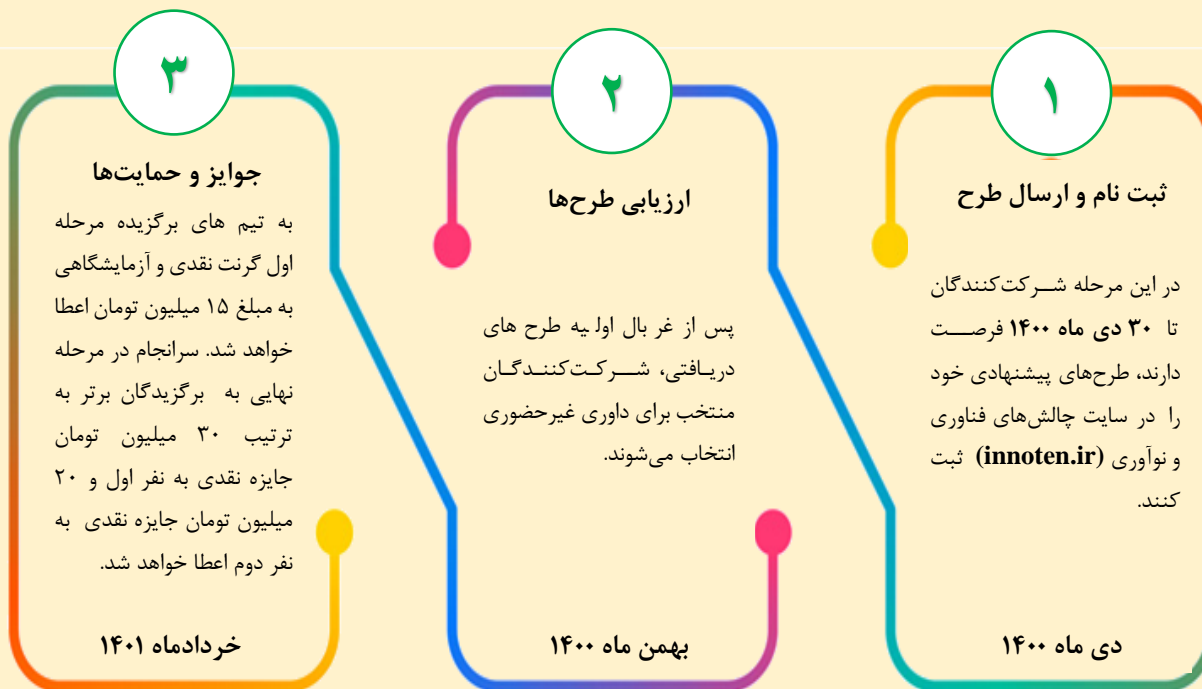 ۱
ثبت نام و ارسال طرح
در این مرحله شرکت‌کنندگان
تا ۳۰ دی ماه ۱۴۰۰ فرصت
دارند، طرح‌های پیشنهادی خود
را در سایت چالش‌های فناوری
و نوآوری (innoten.ir) ثبت
کنند.
دی ماه ۱۴۰۰
۲
ارزیابی طرح‌ها
پس از غر بال اولیه طرح های
دریافتی، شرکت‌کنندگان
منتخب برای داوری غیرحضوری
انتخاب می‌شوند.
بهمن ماه ۱۴۰۰
۳
جوایز و حمایت‌ها
به تیم های برگزیده مرحله
اول گرنت نقدی و آزمایشگاهی
به مبلغ ۱۵ میلیون تومان اعطا
خواهد شد. سرانجام در مرحله
نهایی به برگزیدگان برتر به
ترتیب ۳۰ میلیون تومان
جایزه نقدی به نفر اول و ۲۰
میلیون تومان جایزه نقدی به
نفر دوم اعطا خواهد شد.
خردادماه ۱۴۰۱